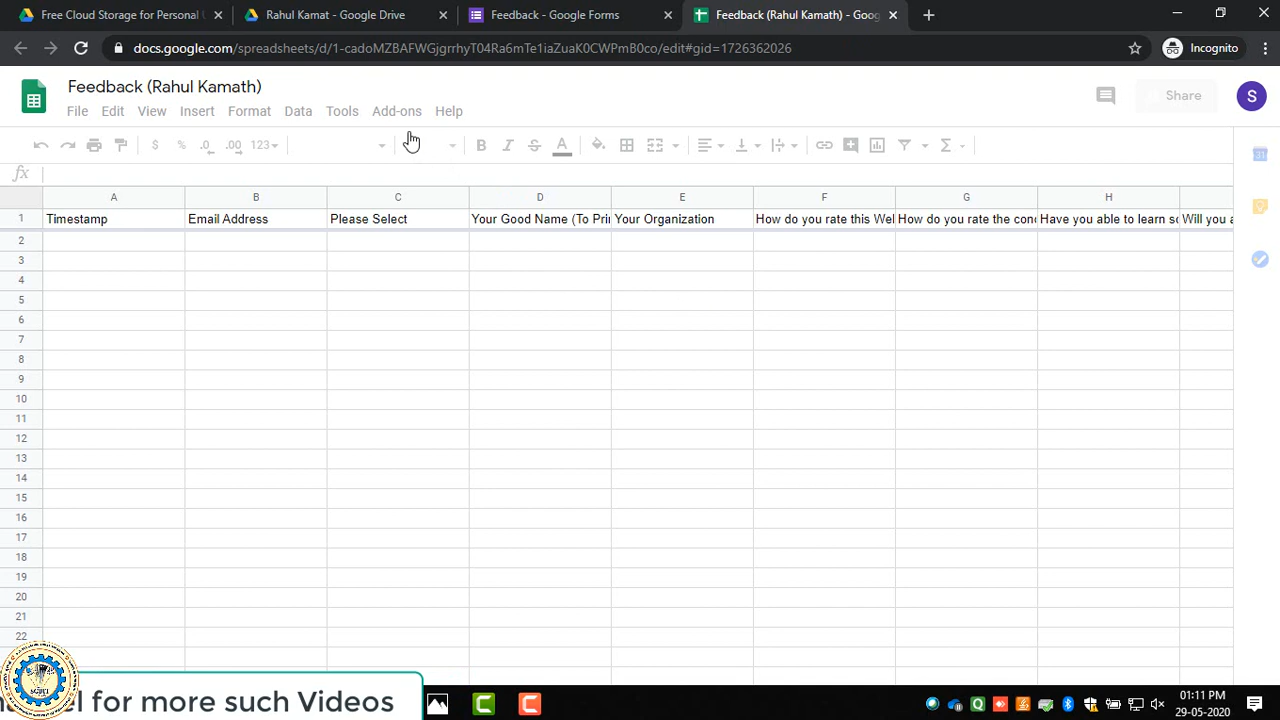 Free Cloud Storage for Personal
Rahul Kamat - Google Drive
Feedback - Google Forms
Feedback (Rahul Kamath) - Goog
docs.google.com/spreadsheets/d/1-cadoMZBAFWGjgrrhyT04Ra6mTe1iaZuaK0CWPmB0co/edit#gid=1726362026
Incognito
Feedback (Rahul Kamath)
File Edit View Insert Format Data Tools Add-ons Help
Share
S
$ % .0 .00 123
B I S A
fx
A B C D E F G H
1 Timestamp Email Address Please Select Your Good Name (To Prin Your Organization How do you rate this Wel How do you rate the cond Have you able to learn so Will you a
2
3
4
5
6
7
8
9
10
11
12
13
14
15
16
17
18
19
20
21
22
el for more such Videos
01:11 PM
29-05-2020